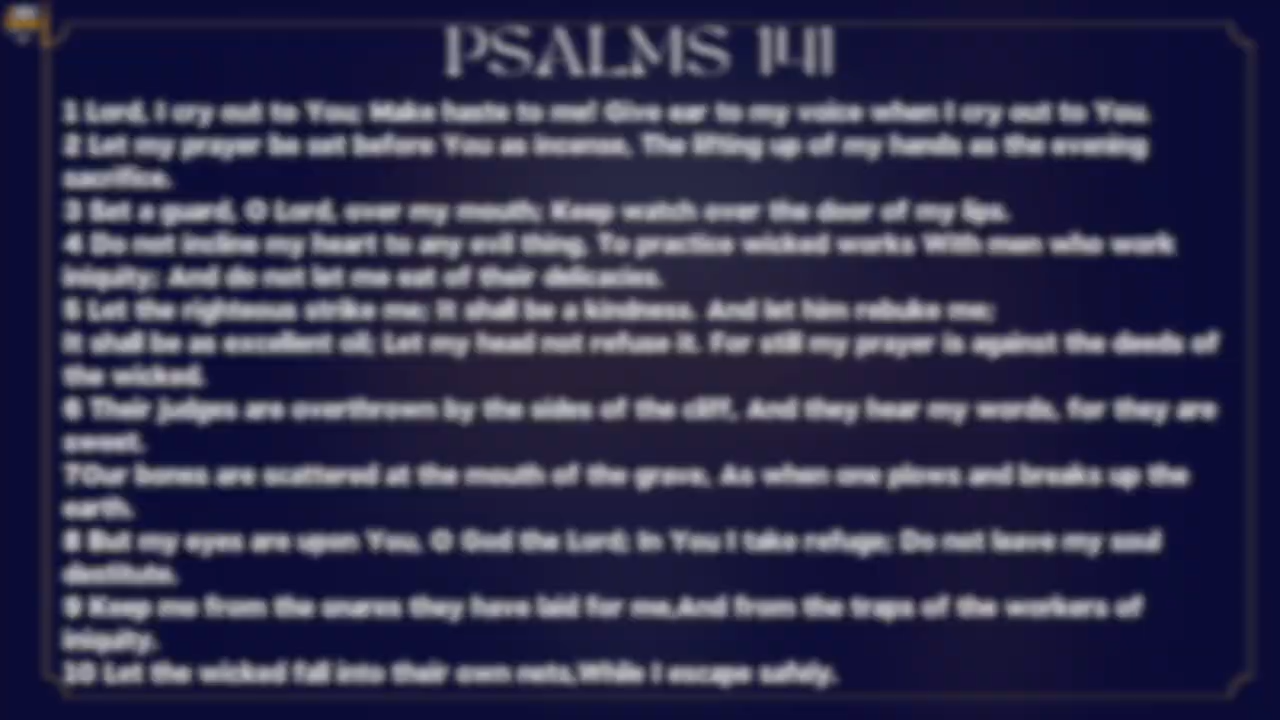 PSALMS 141
1 Lord, I cry out to You; Make haste to me! Give ear to my voice when I cry out to You.
2 Let my prayer be set before You as incense, The lifting up of my hands as the evening
sacrifice.
3 Set a guard, O Lord, over my mouth; Keep watch over the door of my lips.
4 Do not incline my heart to any evil thing, To practice wicked works With men who work
iniquity; And do not let me eat of their delicacies.
5 Let the righteous strike me; It shall be a kindness. And let him rebuke me;
It shall be as excellent oil; Let my head not refuse it. For still my prayer is against the deeds of
the wicked.
6 Their judges are overthrown by the sides of the cliff, And they hear my words, for they are
sweet.
7Our bones are scattered at the mouth of the grave, As when one plows and breaks up the
earth.
8 But my eyes are upon You, O God the Lord; In You I take refuge; Do not leave my soul
destitute.
9 Keep me from the snares they have laid for me,And from the traps of the workers of
iniquity.
10 Let the wicked fall into their own nets,While I escape safely.